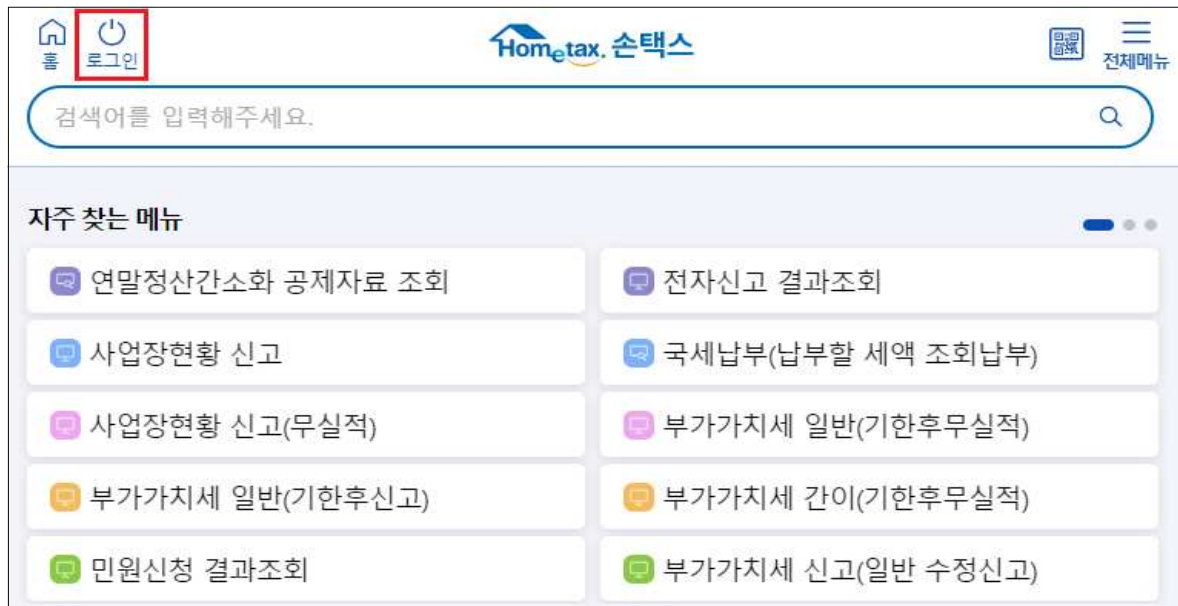 홈 로그인 Hometax. 손택스 전체메뉴
검색어를 입력해주세요.
자주 찾는 메뉴
연말정산간소화 공제자료 조회 전자신고 결과조회
사업장현황 신고 국세납부(납부할 세액 조회납부)
사업장현황 신고(무실적) 부가가치세 일반(기한후무실적)
부가가치세 일반(기한후신고) 부가가치세 간이(기한후무실적)
민원신청 결과조회 부가가치세 신고(일반 수정신고)